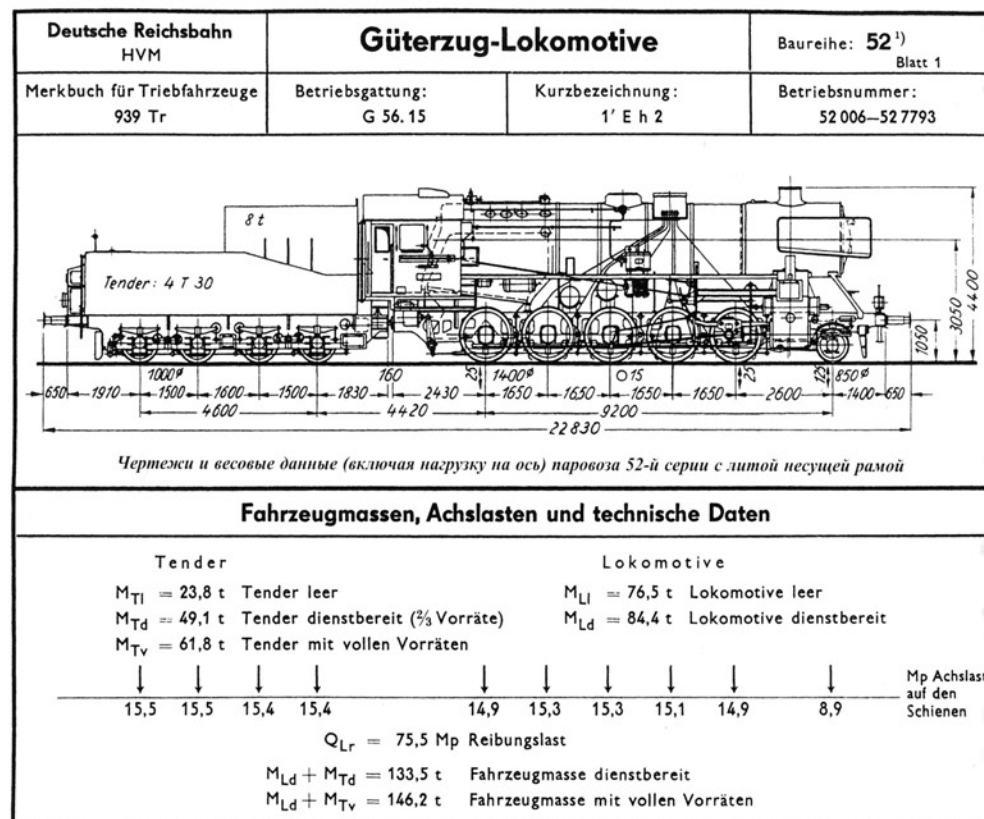 Deutsche Reichsbahn
HVM
Güterzug-Lokomotive
Baureihe: 52¹⁾
Blatt 1
Merkbuch für Triebfahrzeuge
939 Tr
Betriebsgattung:
G 56.15
Kurzbezeichnung:
1' E h 2
Betriebsnummer:
52 006—52 7793
8 t
Tender: 4 T 30
4400
3050
1050
1000⌀ 160 25 1400⌀ ○ 15 25 125 850⌀
650 1910 1500 1600 1500 1830 2430 1650 1650 1650 1650 2600 1400 650
4600 4420 9200
22 830
Чертежи и весовые данные (включая нагрузку на ось) паровоза 52-й серии с литой несущей рамой
Fahrzeugmassen, Achslasten und technische Daten
Tender
M_Tl = 23,8 t Tender leer
M_Td = 49,1 t Tender dienstbereit (⅔ Vorräte)
M_Tv = 61,8 t Tender mit vollen Vorräten
Lokomotive
M_Ll = 76,5 t Lokomotive leer
M_Ld = 84,4 t Lokomotive dienstbereit
Mp Achslast
auf den
Schienen
15,5 15,5 15,4 15,4 14,9 15,3 15,3 15,1 14,9 8,9
Q_Lr = 75,5 Mp Reibungslast
M_Ld + M_Td = 133,5 t Fahrzeugmasse dienstbereit
M_Ld + M_Tv = 146,2 t Fahrzeugmasse mit vollen Vorräten